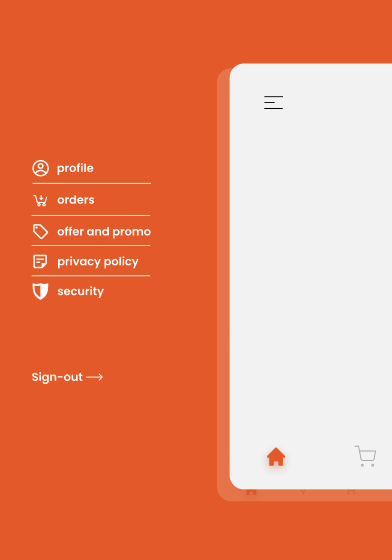 profile
orders
offer and promo
privacy policy
security
Sign-out